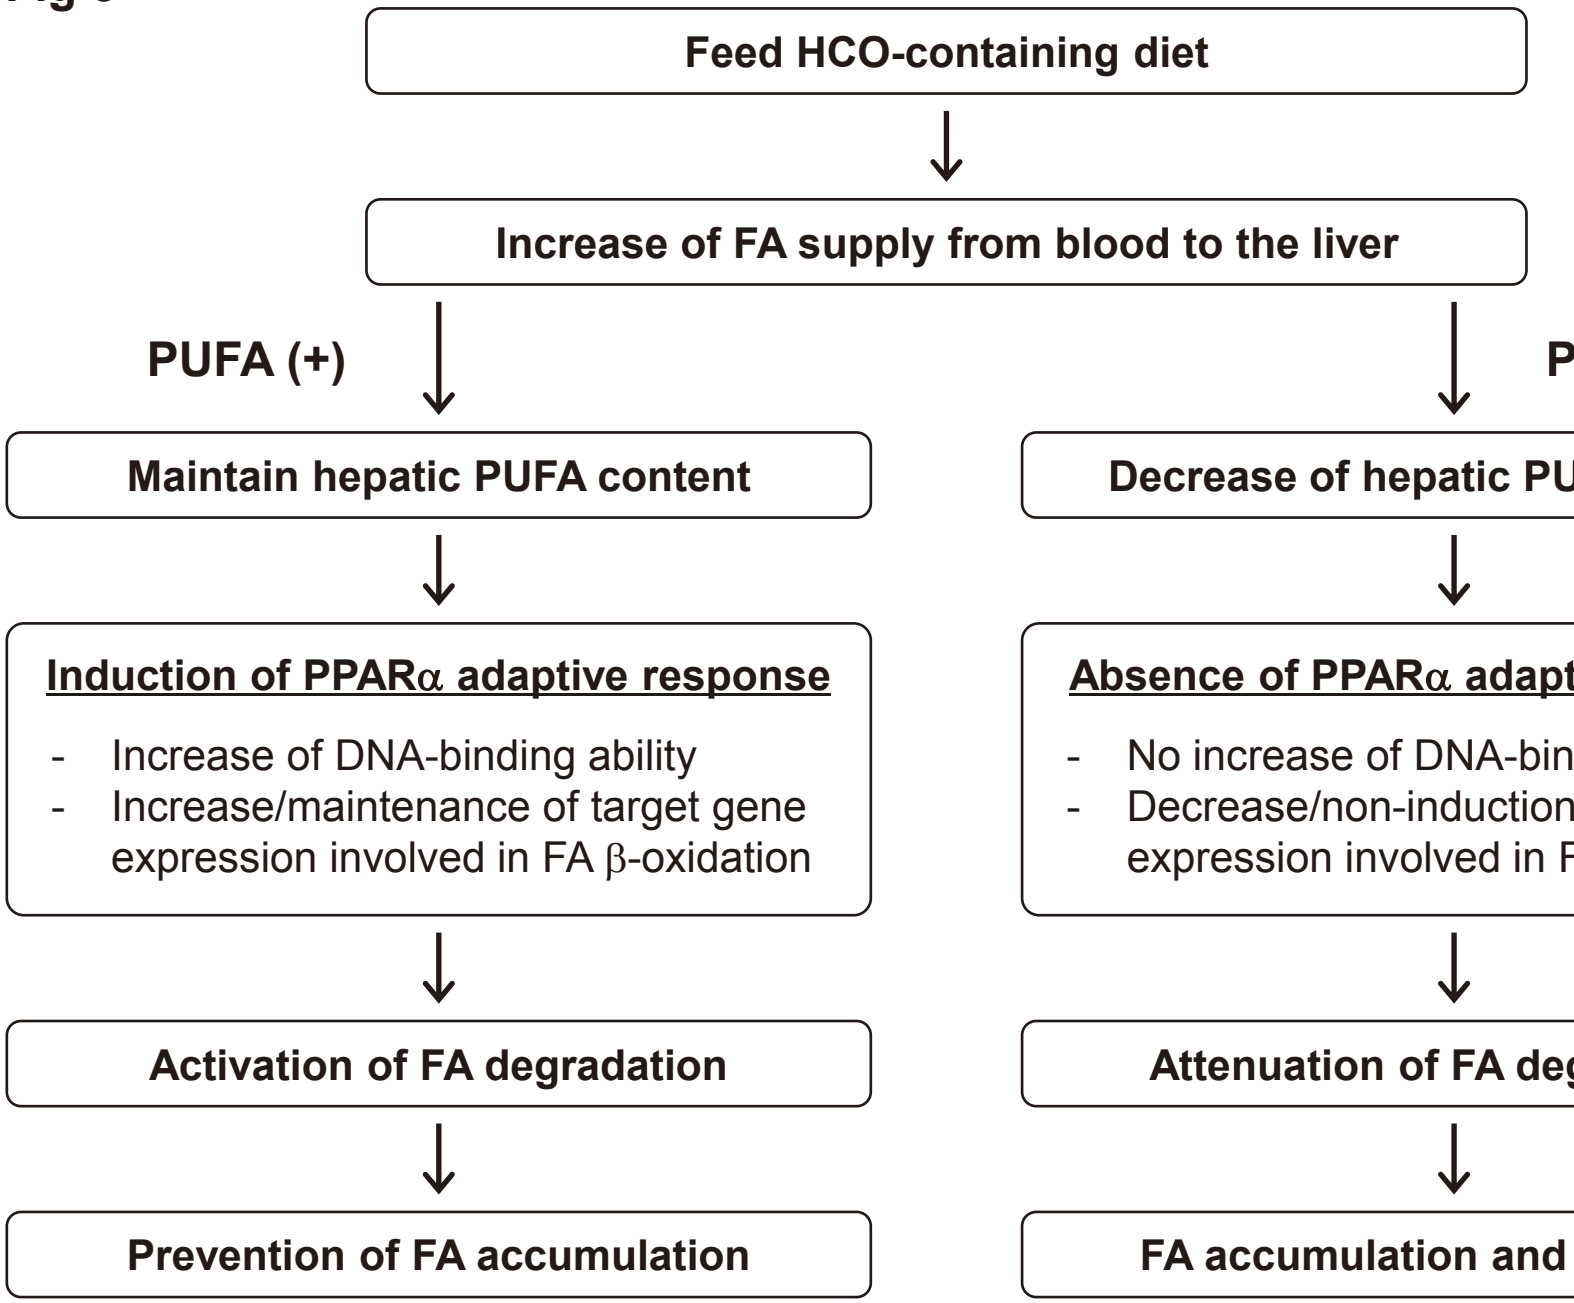 Feed HCO-containing diet
Increase of FA supply from blood to the liver
PUFA (+)
P
Maintain hepatic PUFA content
Decrease of hepatic PU
Induction of PPARα adaptive response
- Increase of DNA-binding ability
- Increase/maintenance of target gene
expression involved in FA β-oxidation
Absence of PPARα adapt
- No increase of DNA-bin
- Decrease/non-induction
expression involved in F
Activation of FA degradation
Attenuation of FA deg
Prevention of FA accumulation
FA accumulation and